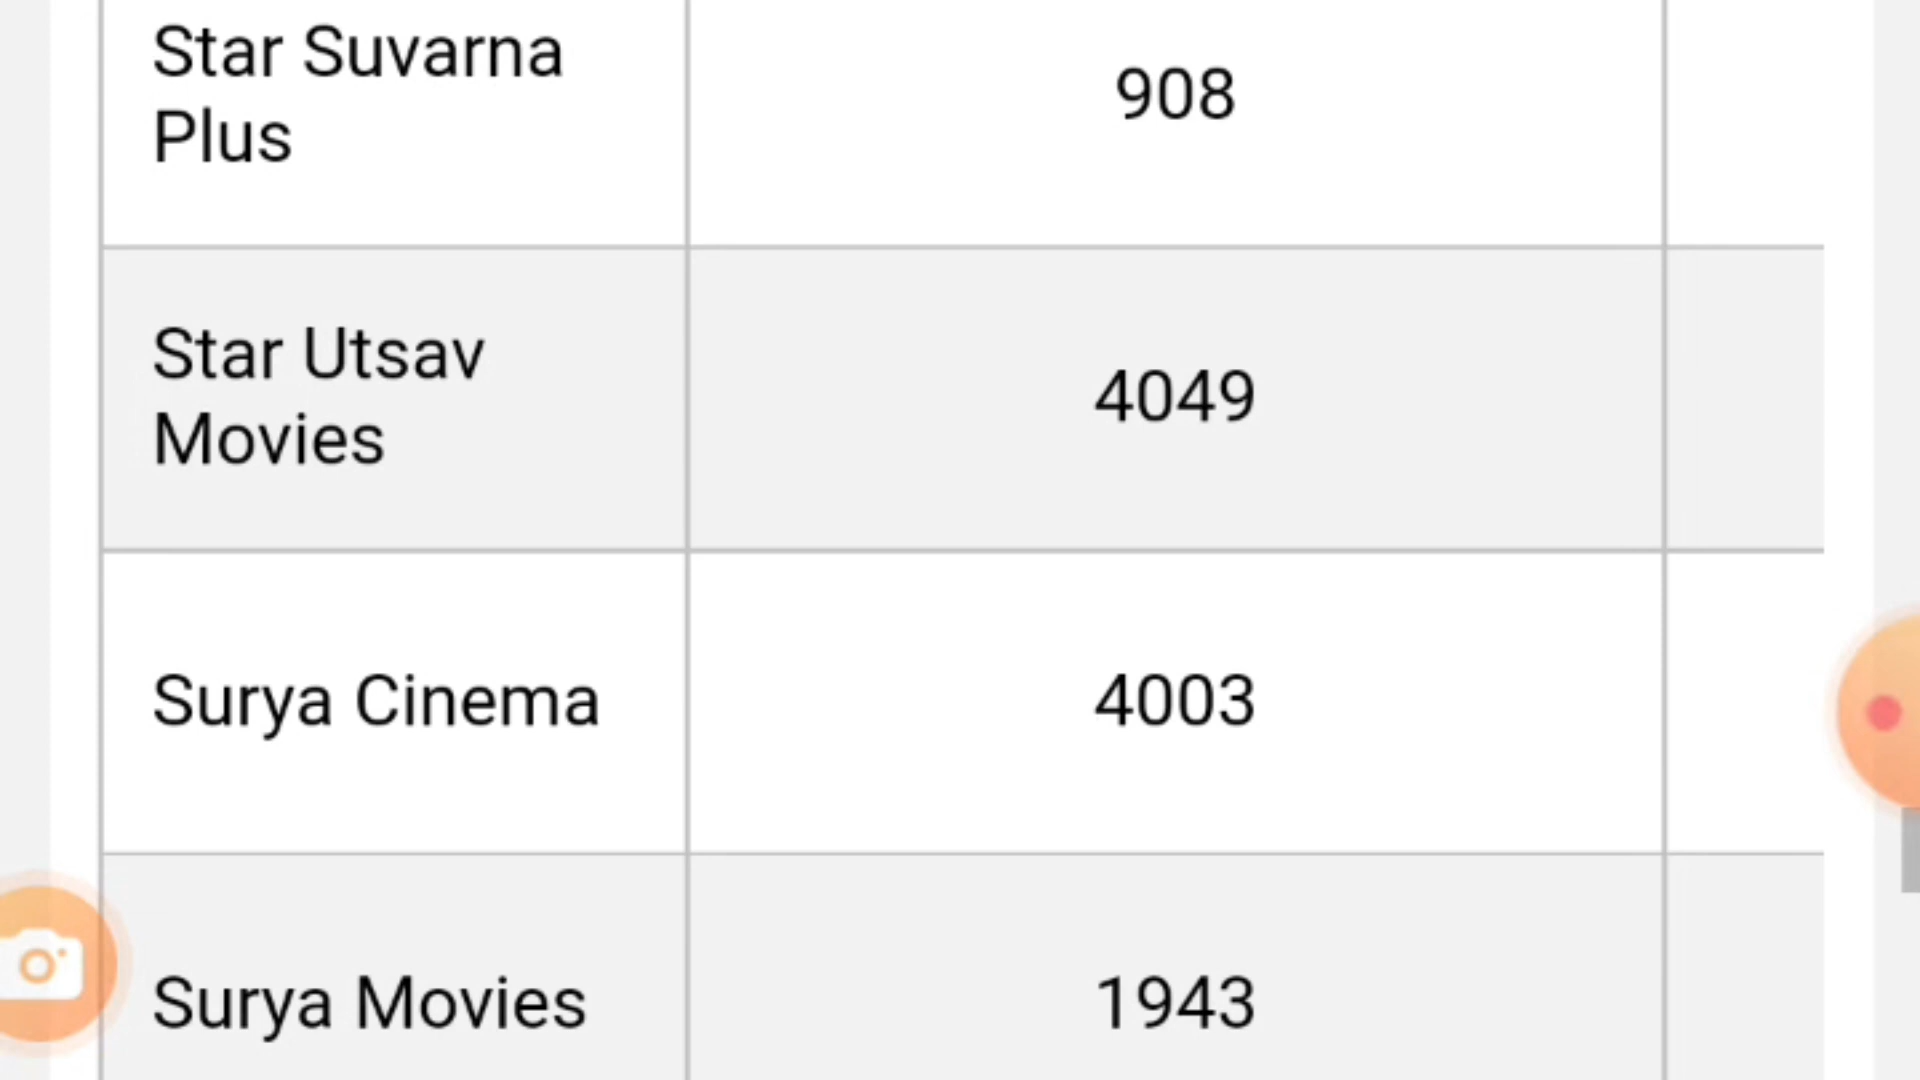 Star Suvarna
Plus
908
Star Utsav
Movies
4049
Surya Cinema
4003
Surya Movies
1943